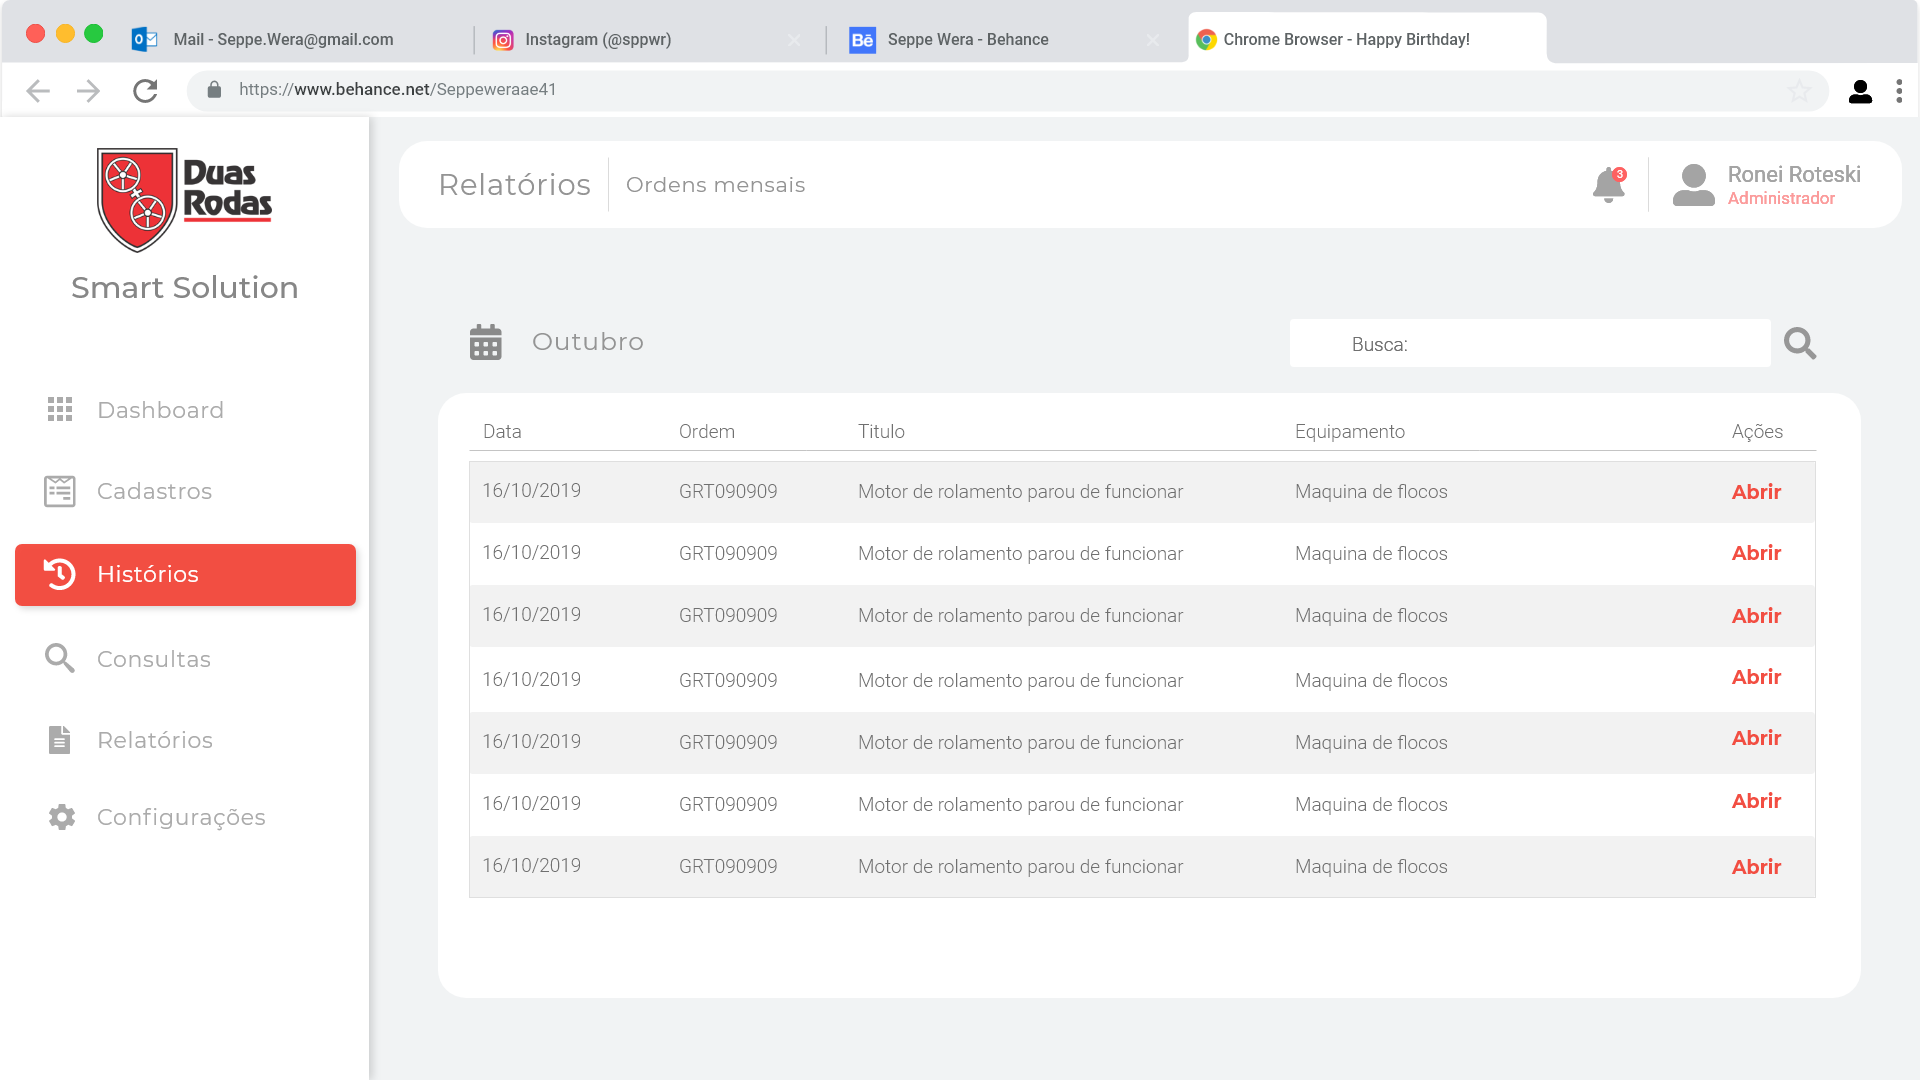 Mail - Seppe.Wera@gmail.com
Instagram (@sppwr)
Bē Seppe Wera - Behance
Chrome Browser - Happy Birthday!
https://www.behance.net/Seppeweraae41
Duas
Rodas
Smart Solution
Dashboard
Cadastros
Histórios
Consultas
Relatórios
Configurações
Relatórios Ordens mensais
3
Ronei Roteski
Administrador
Outubro
Busca:
Data Ordem Titulo Equipamento Ações
16/10/2019 GRT090909 Motor de rolamento parou de funcionar Maquina de flocos Abrir
16/10/2019 GRT090909 Motor de rolamento parou de funcionar Maquina de flocos Abrir
16/10/2019 GRT090909 Motor de rolamento parou de funcionar Maquina de flocos Abrir
16/10/2019 GRT090909 Motor de rolamento parou de funcionar Maquina de flocos Abrir
16/10/2019 GRT090909 Motor de rolamento parou de funcionar Maquina de flocos Abrir
16/10/2019 GRT090909 Motor de rolamento parou de funcionar Maquina de flocos Abrir
16/10/2019 GRT090909 Motor de rolamento parou de funcionar Maquina de flocos Abrir